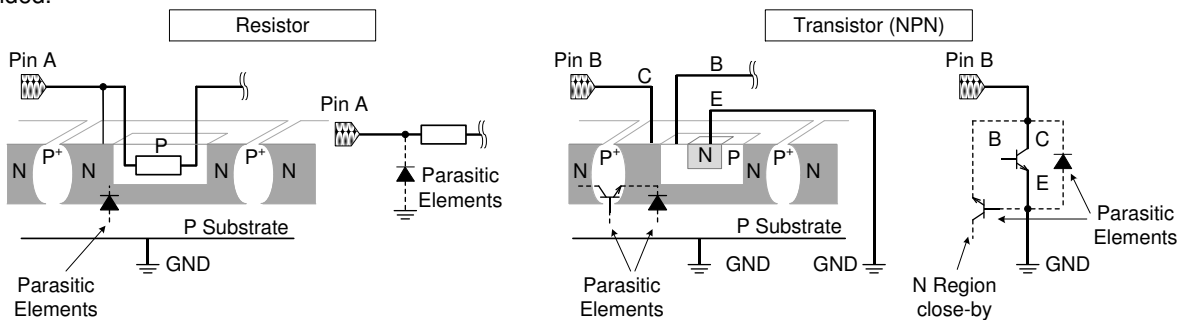 Resistor
Transistor (NPN)
Pin A
Pin A
P
N
P+
N
N
P+
N
Parasitic
Elements
P Substrate
GND
Parasitic
Elements
Pin B
C
B
E
N
P+
N
N
P
P+
N
N
P Substrate
GND
GND
Parasitic
Elements
Pin B
B
C
E
Parasitic
Elements
GND
N Region
close-by